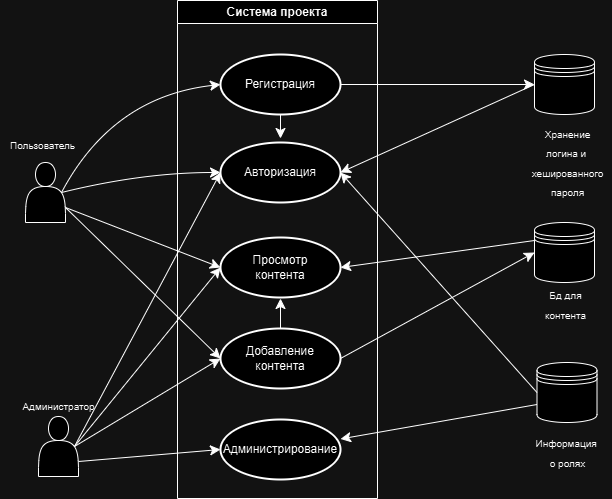 Система проекта
Регистрация
Хранение
логина и
хешированного
пароля
Пользователь
Авторизация
Просмотр
контента
Бд для
контента
Добавление
контента
Администратор
Администрирование
Информация
о ролях